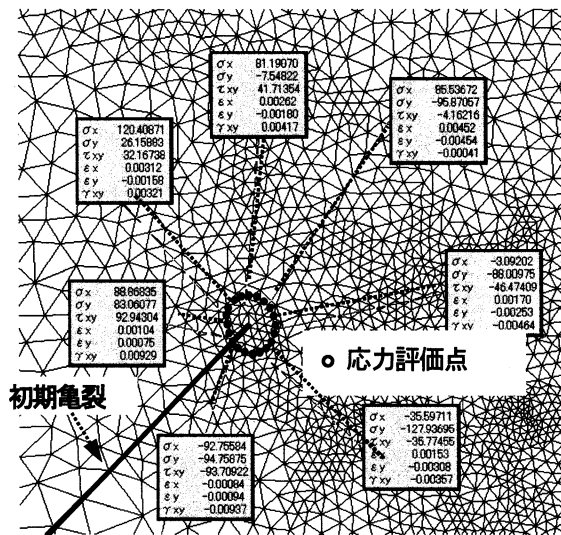 σx 81.19070
σy -7.54822
τxy 41.71354
εx 0.00262
εy -0.00180
γxy 0.00417
σx 85.53672
σy -95.87057
τxy -4.16216
εx 0.00452
εy -0.00454
γxy -0.00041
σx 120.40871
σy 26.15883
τxy 32.16738
εx 0.00312
εy -0.00158
γxy 0.00321
σx -3.09202
σy -88.00975
τxy -46.47409
εx 0.00170
εy -0.00253
γxy -0.00464
σx 88.86835
σy 83.06077
τxy 92.94304
εx 0.00104
εy 0.00075
γxy 0.00929
応力評価点
初期亀裂
σx -35.59711
σy -127.93695
τxy -35.77455
εx 0.00153
εy -0.00308
γxy -0.00357
σx -92.75584
σy -94.75875
τxy -93.70922
εx -0.00084
εy -0.00094
γxy -0.00937